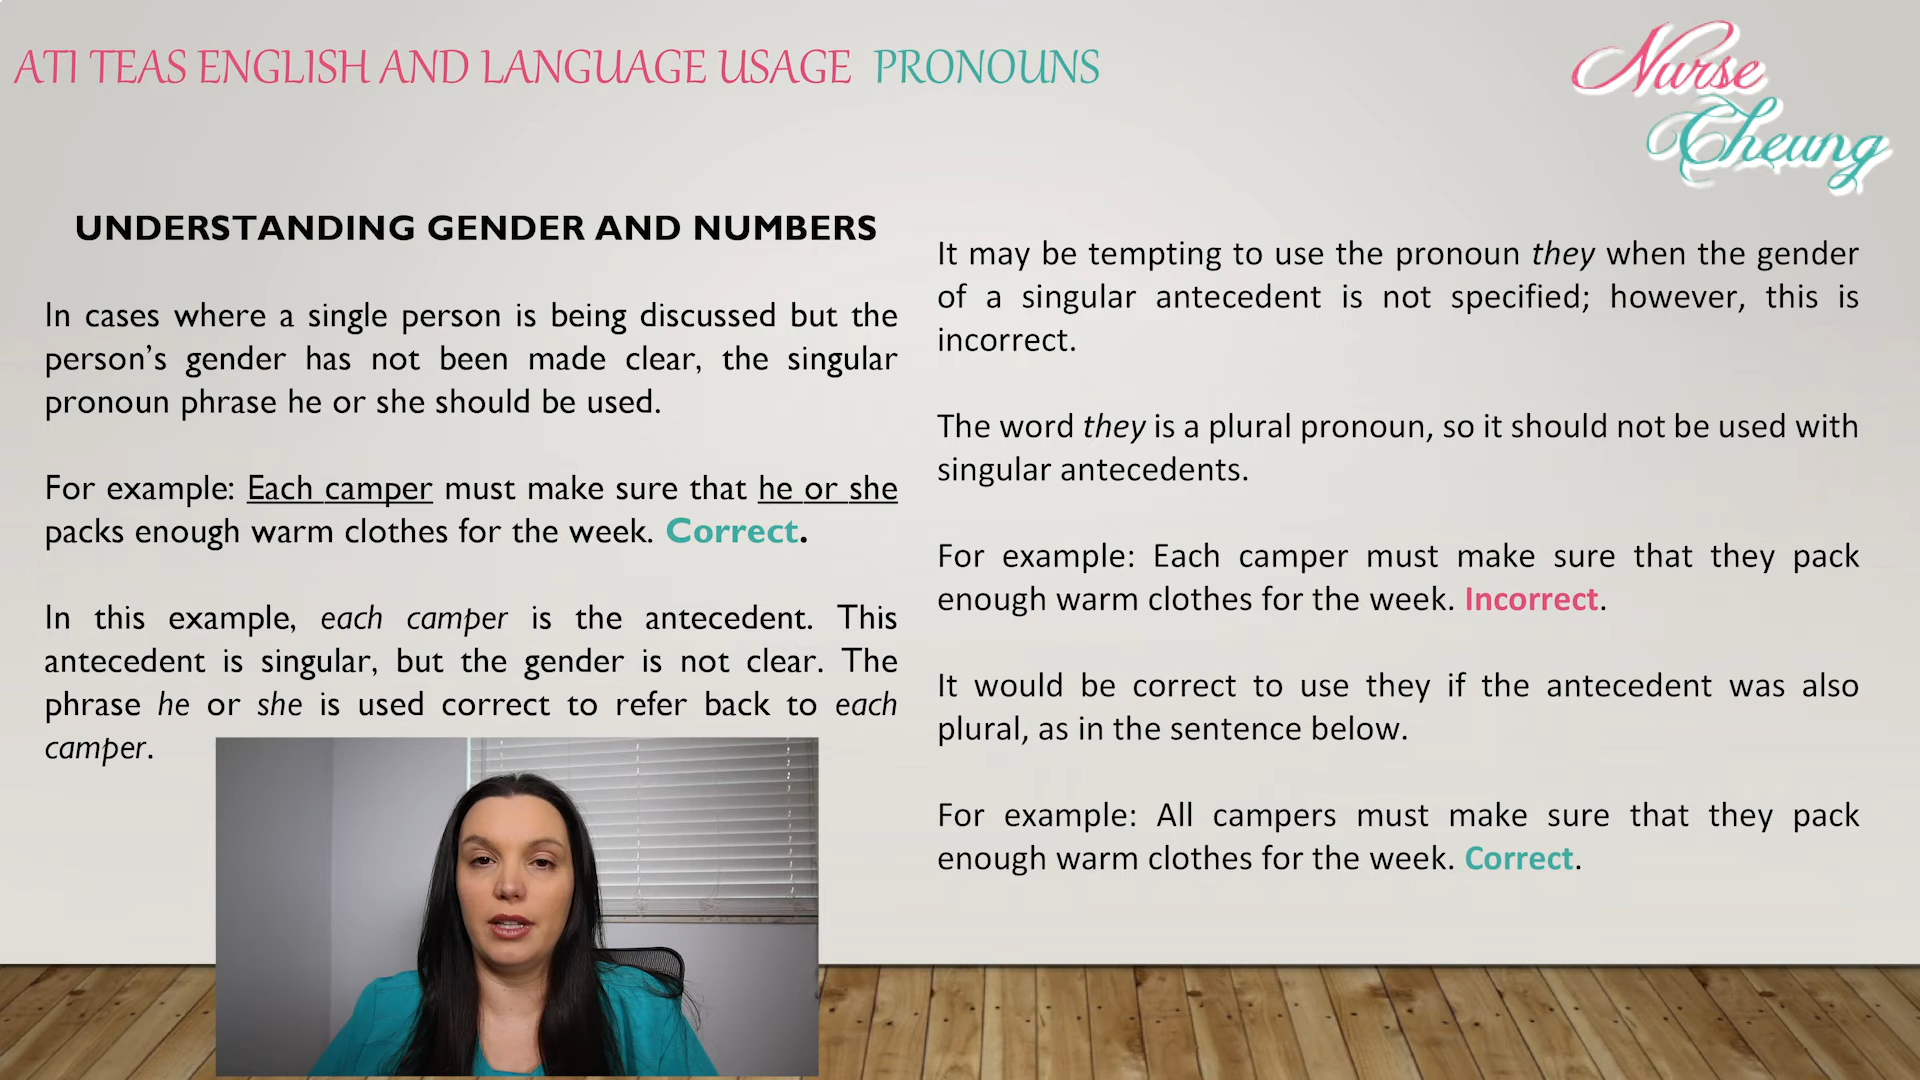 ATI TEAS ENGLISH AND LANGUAGE USAGE PRONOUNS
Nurse
Cheung
UNDERSTANDING GENDER AND NUMBERS
In cases where a single person is being discussed but the
person’s gender has not been made clear, the singular
pronoun phrase he or she should be used.
For example: Each camper must make sure that he or she
packs enough warm clothes for the week. Correct.
In this example, each camper is the antecedent. This
antecedent is singular, but the gender is not clear. The
phrase he or she is used correct to refer back to each
camper.
It may be tempting to use the pronoun they when the gender
of a singular antecedent is not specified; however, this is
incorrect.
The word they is a plural pronoun, so it should not be used with
singular antecedents.
For example: Each camper must make sure that they pack
enough warm clothes for the week. Incorrect.
It would be correct to use they if the antecedent was also
plural, as in the sentence below.
For example: All campers must make sure that they pack
enough warm clothes for the week. Correct.